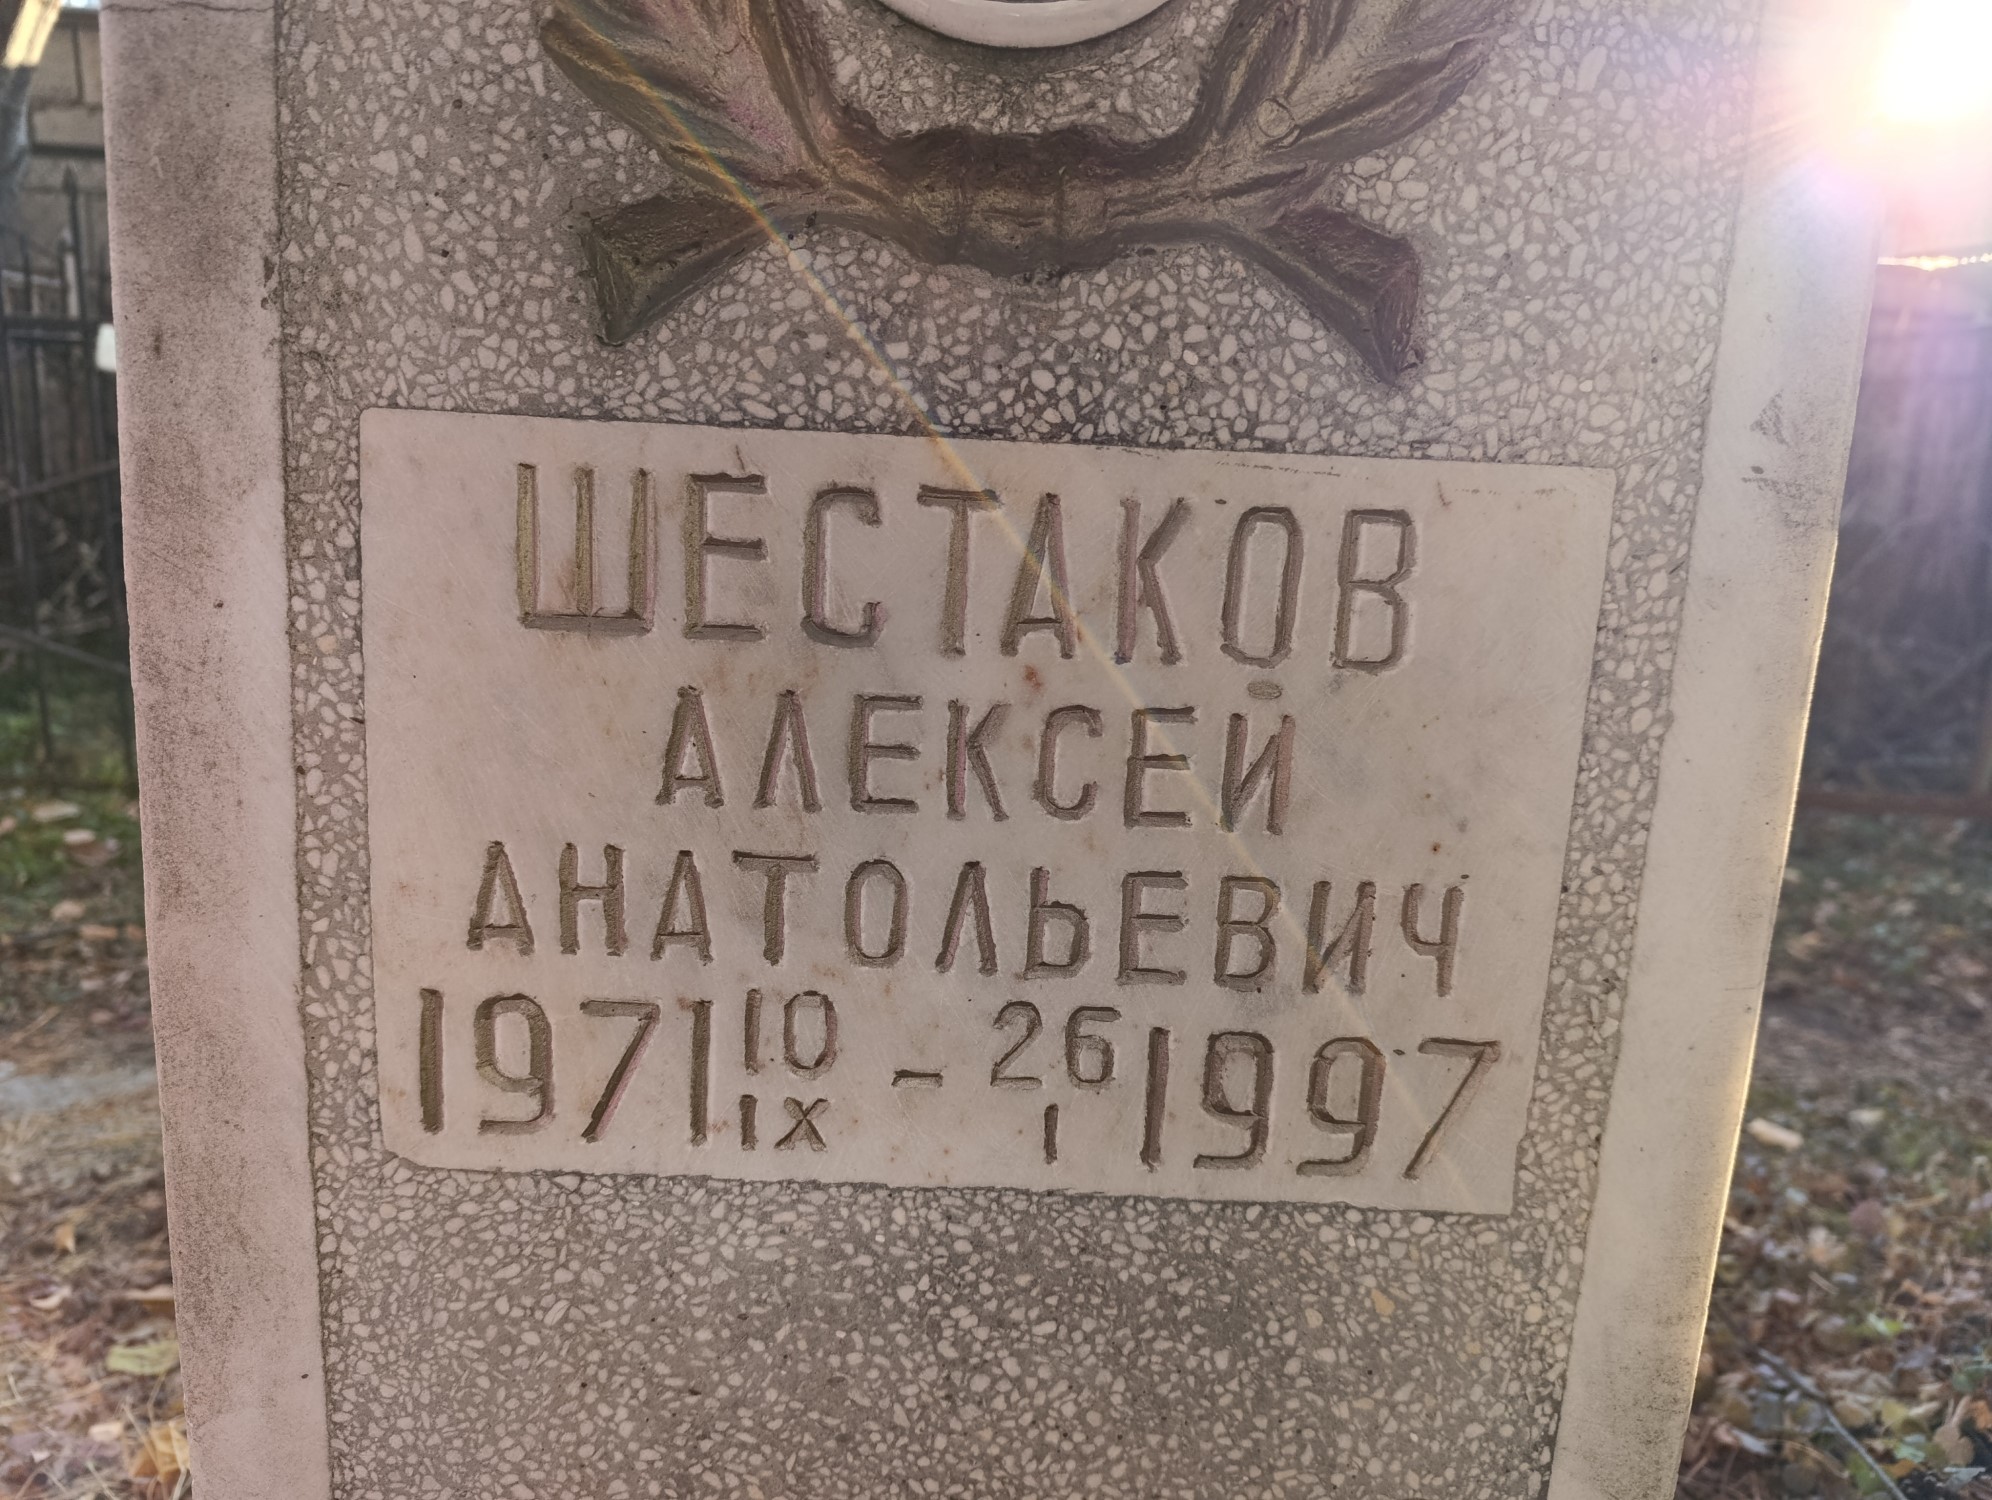 ШЕСТАКОВ
АЛЕКСЕЙ
АНАТОЛЬЕВИЧ
1971 10/IX - 26/I 1997